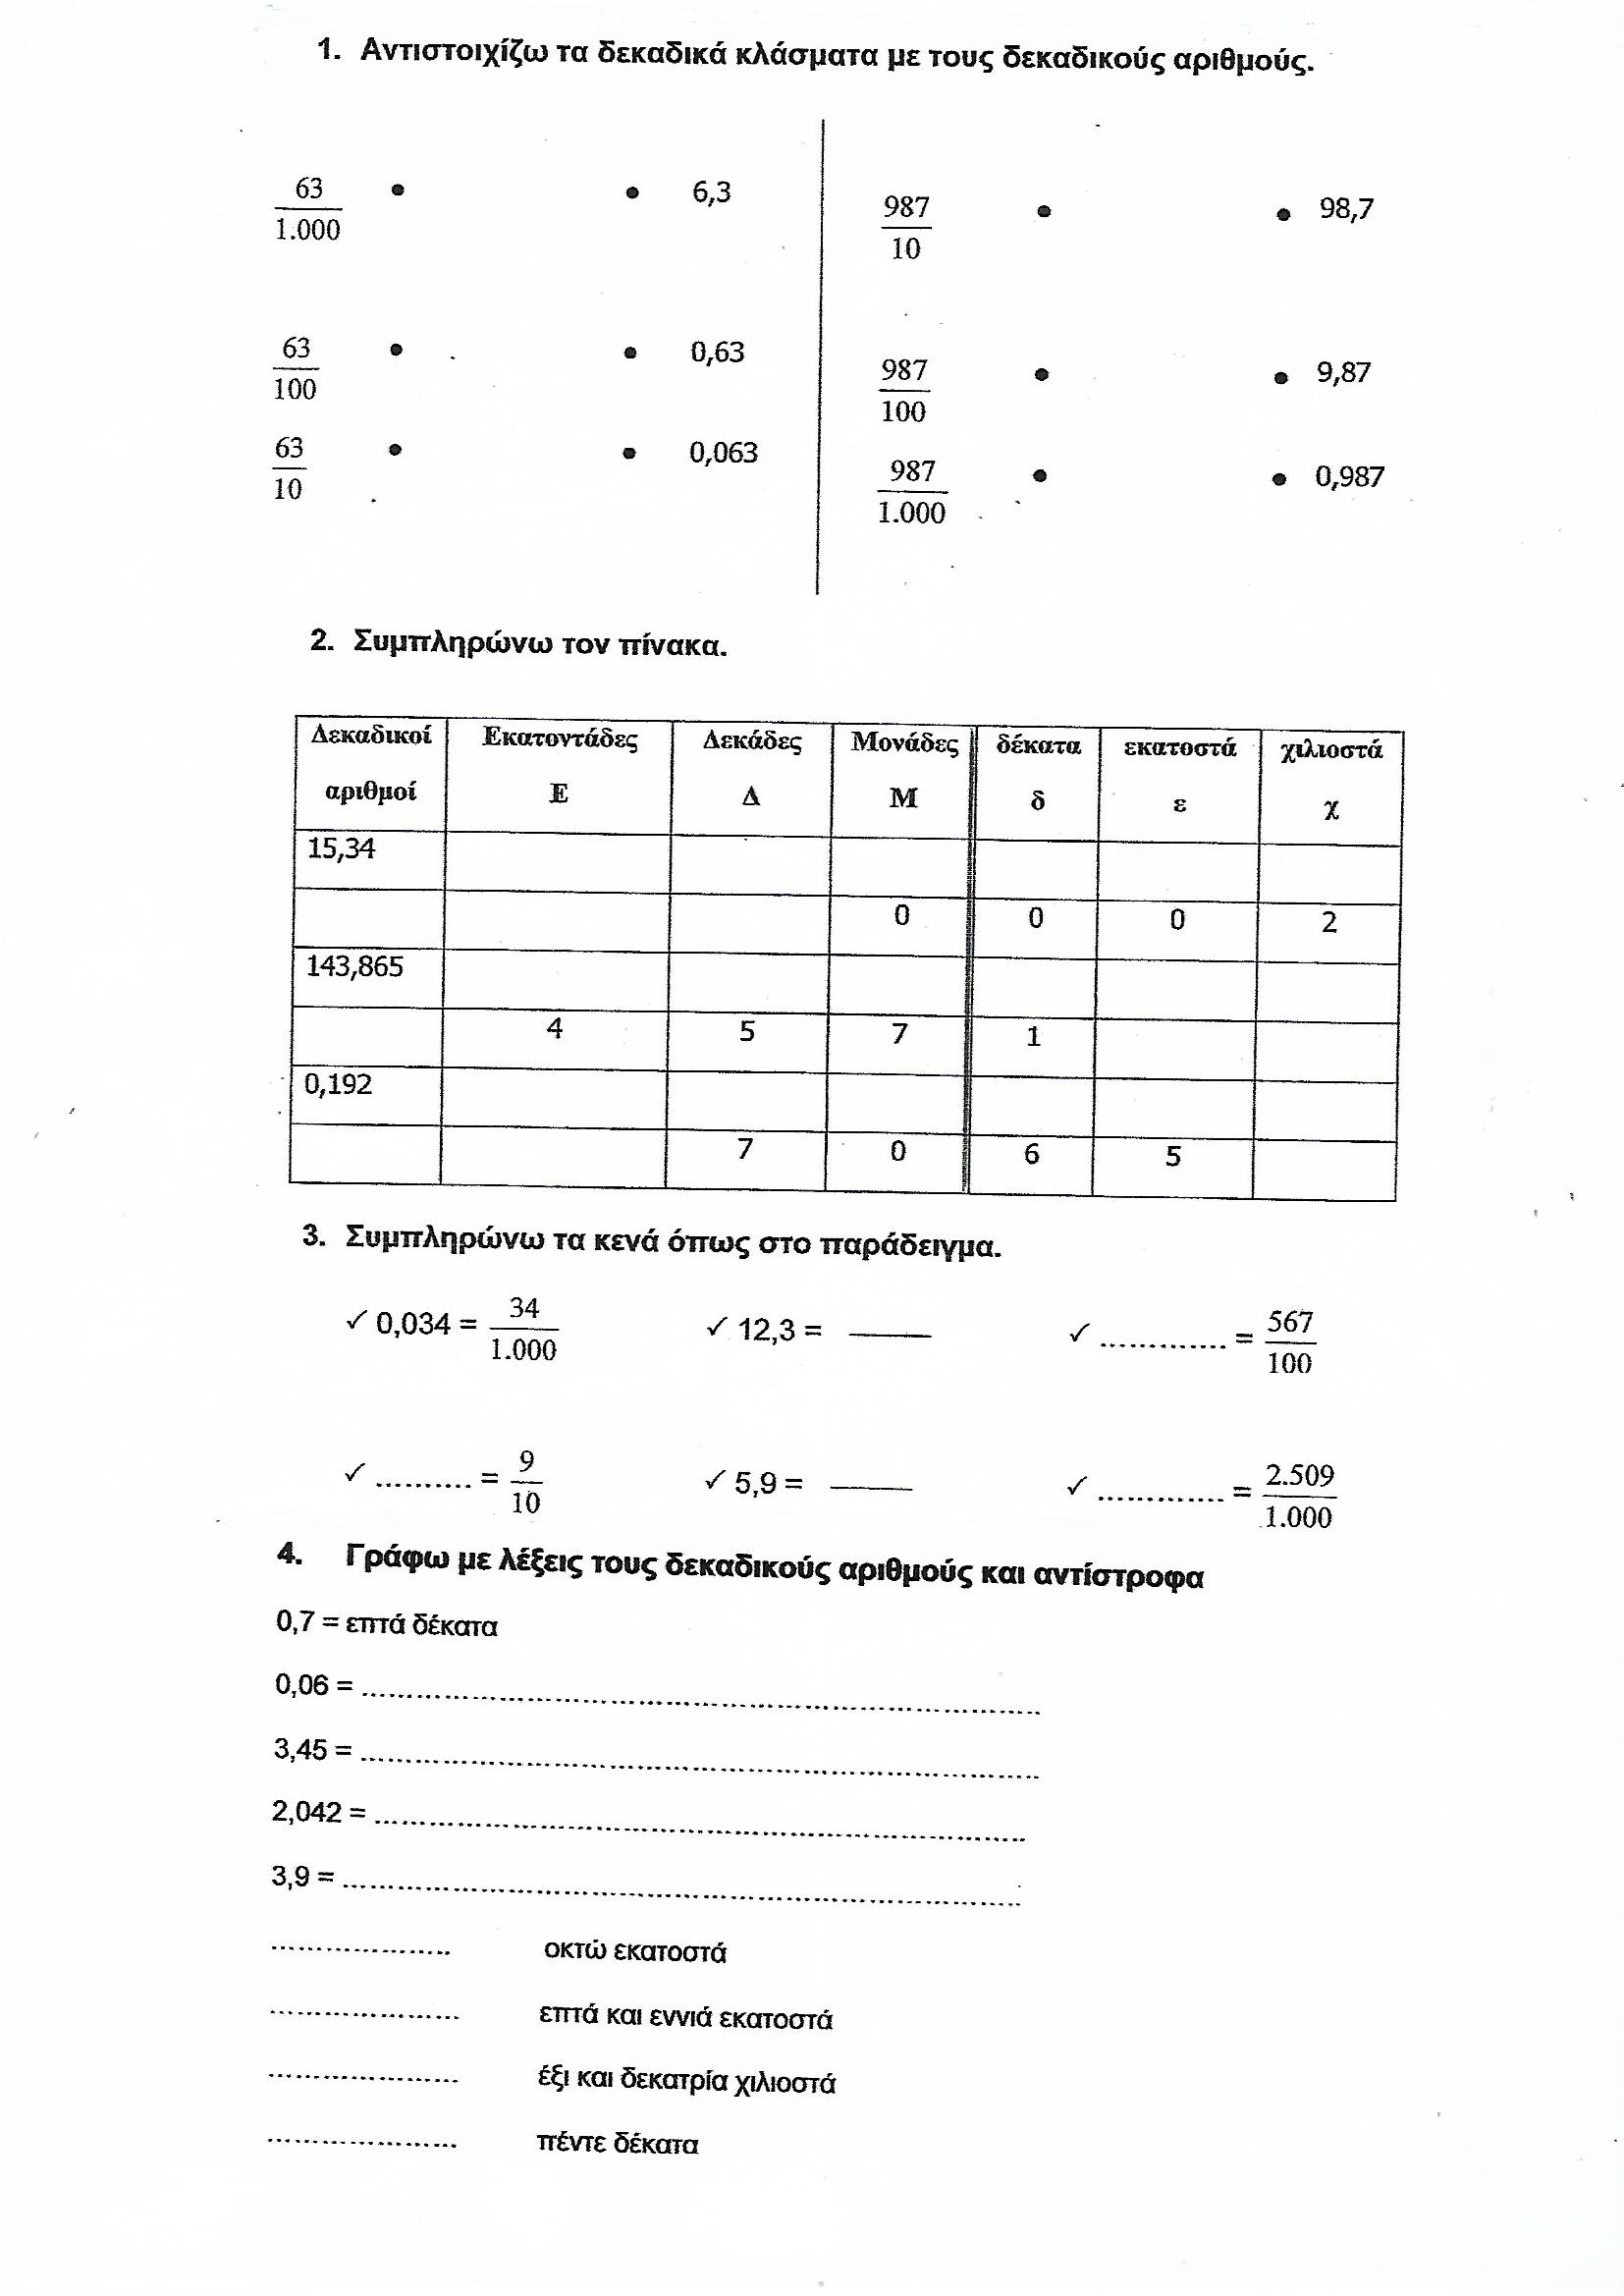 1. Αντιστοιχίζω τα δεκαδικά κλάσματα με τους δεκαδικούς αριθμούς.
63/1.000 • • 6,3
63/100 • • 0,63
63/10 • • 0,063
987/10 • • 98,7
987/100 • • 9,87
987/1.000 • • 0,987
2. Συμπληρώνω τον πίνακα.
Δεκαδικοί Εκατοντάδες Δεκάδες Μονάδες δέκατα εκατοστά χιλιοστά
αριθμοί Ε Δ Μ δ ε χ
15,34
0 0 0 2
143,865
4 5 7 1
0,192
7 0 6 5
3. Συμπληρώνω τα κενά όπως στο παράδειγμα.
✓ 0,034 = 34/1.000 ✓ 12,3 = —— ✓ ............. = 567/100
✓ .......... = 9/10 ✓ 5,9 = —— ✓ ............. = 2.509/1.000
4. Γράφω με λέξεις τους δεκαδικούς αριθμούς και αντίστροφα
0,7 = επτά δέκατα
0,06 = ..........................................................................
3,45 = ..........................................................................
2,042 = .......................................................................
3,9 = ..........................................................................
.................... οκτώ εκατοστά
..................... επτά και εννιά εκατοστά
..................... έξι και δεκατρία χιλιοστά
..................... πέντε δέκατα